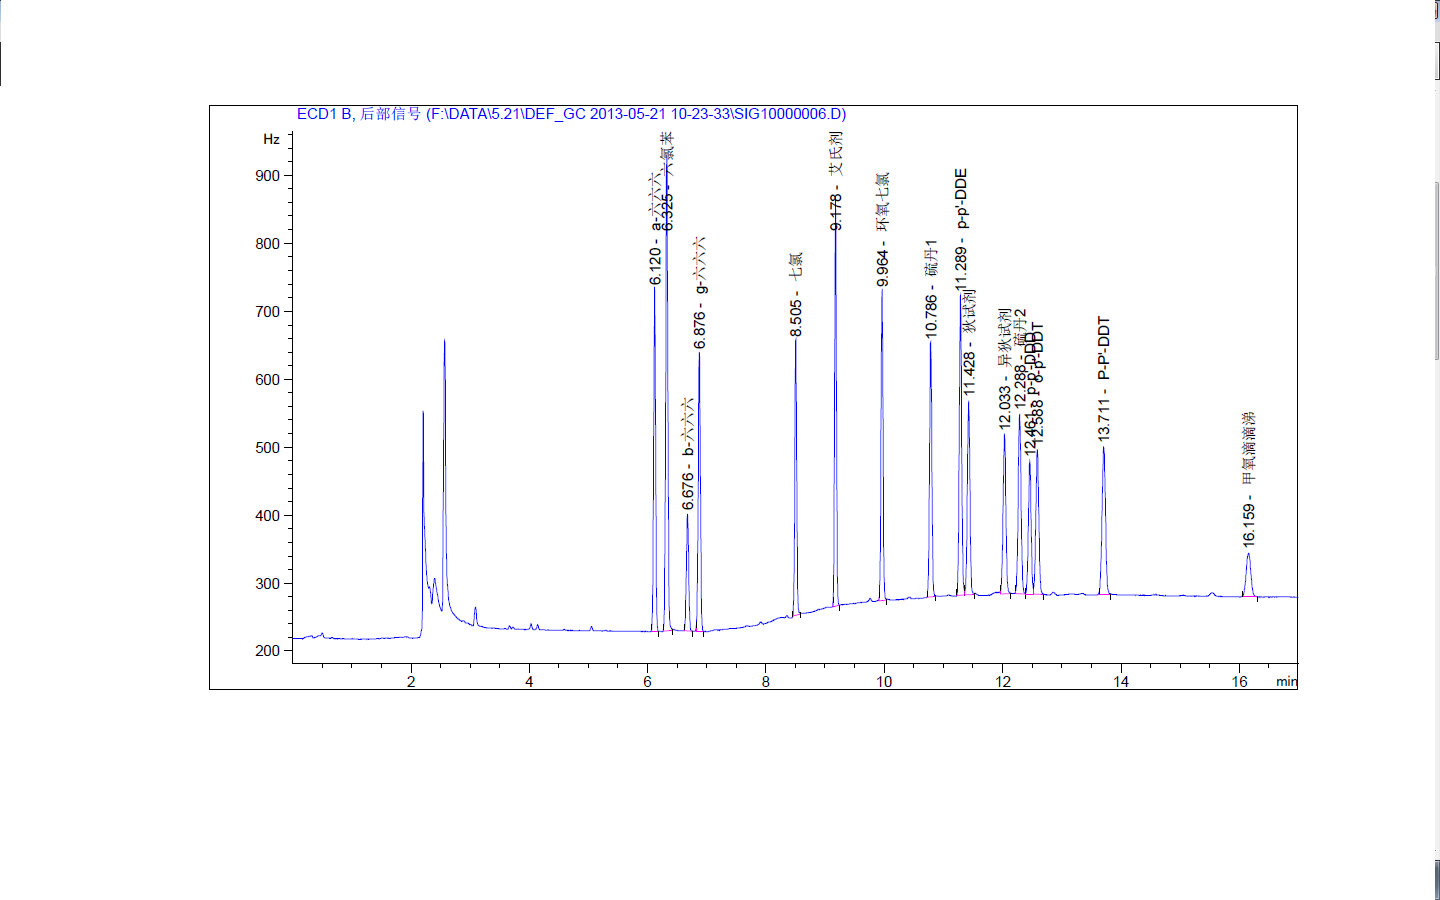 ECD1 B, 后部信号 (F:\DATA\5.21\DEF_GC 2013-05-21 10-23-33\SIG10000006.D)
Hz
900
800
700
600
500
400
300
200
6.120 - a-六六六
6.325 - 六氯苯
6.676 - b-六六六
6.876 - g-六六六
8.505 - 七氯
9.178 - 艾氏剂
9.964 - 环氧七氯
10.786 - 硫丹1
11.289 - p-p'-DDE
11.428 - 狄试剂
12.033 - 异狄试剂
12.288 - 硫丹2
12.461 - p-p'-DDD
12.588 - o-p'-DDT
13.711 - P-P'-DDT
16.159 - 甲氧滴滴涕
2
4
6
8
10
12
14
16
min